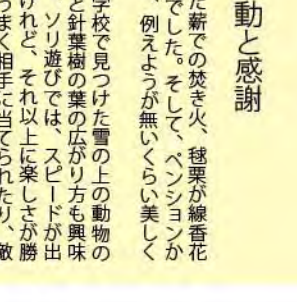 動と感謝
た薪での焚き火、毬栗が線香花
でした。そして、ペンションか
、例えようが無いくらい美しく
学校で見つけた雪の上の動物の
と針葉樹の葉の広がり方も興味
ソリ遊びでは、スピードが出
けれど、それ以上に楽しさが勝
まく相手に当てられたり、敵